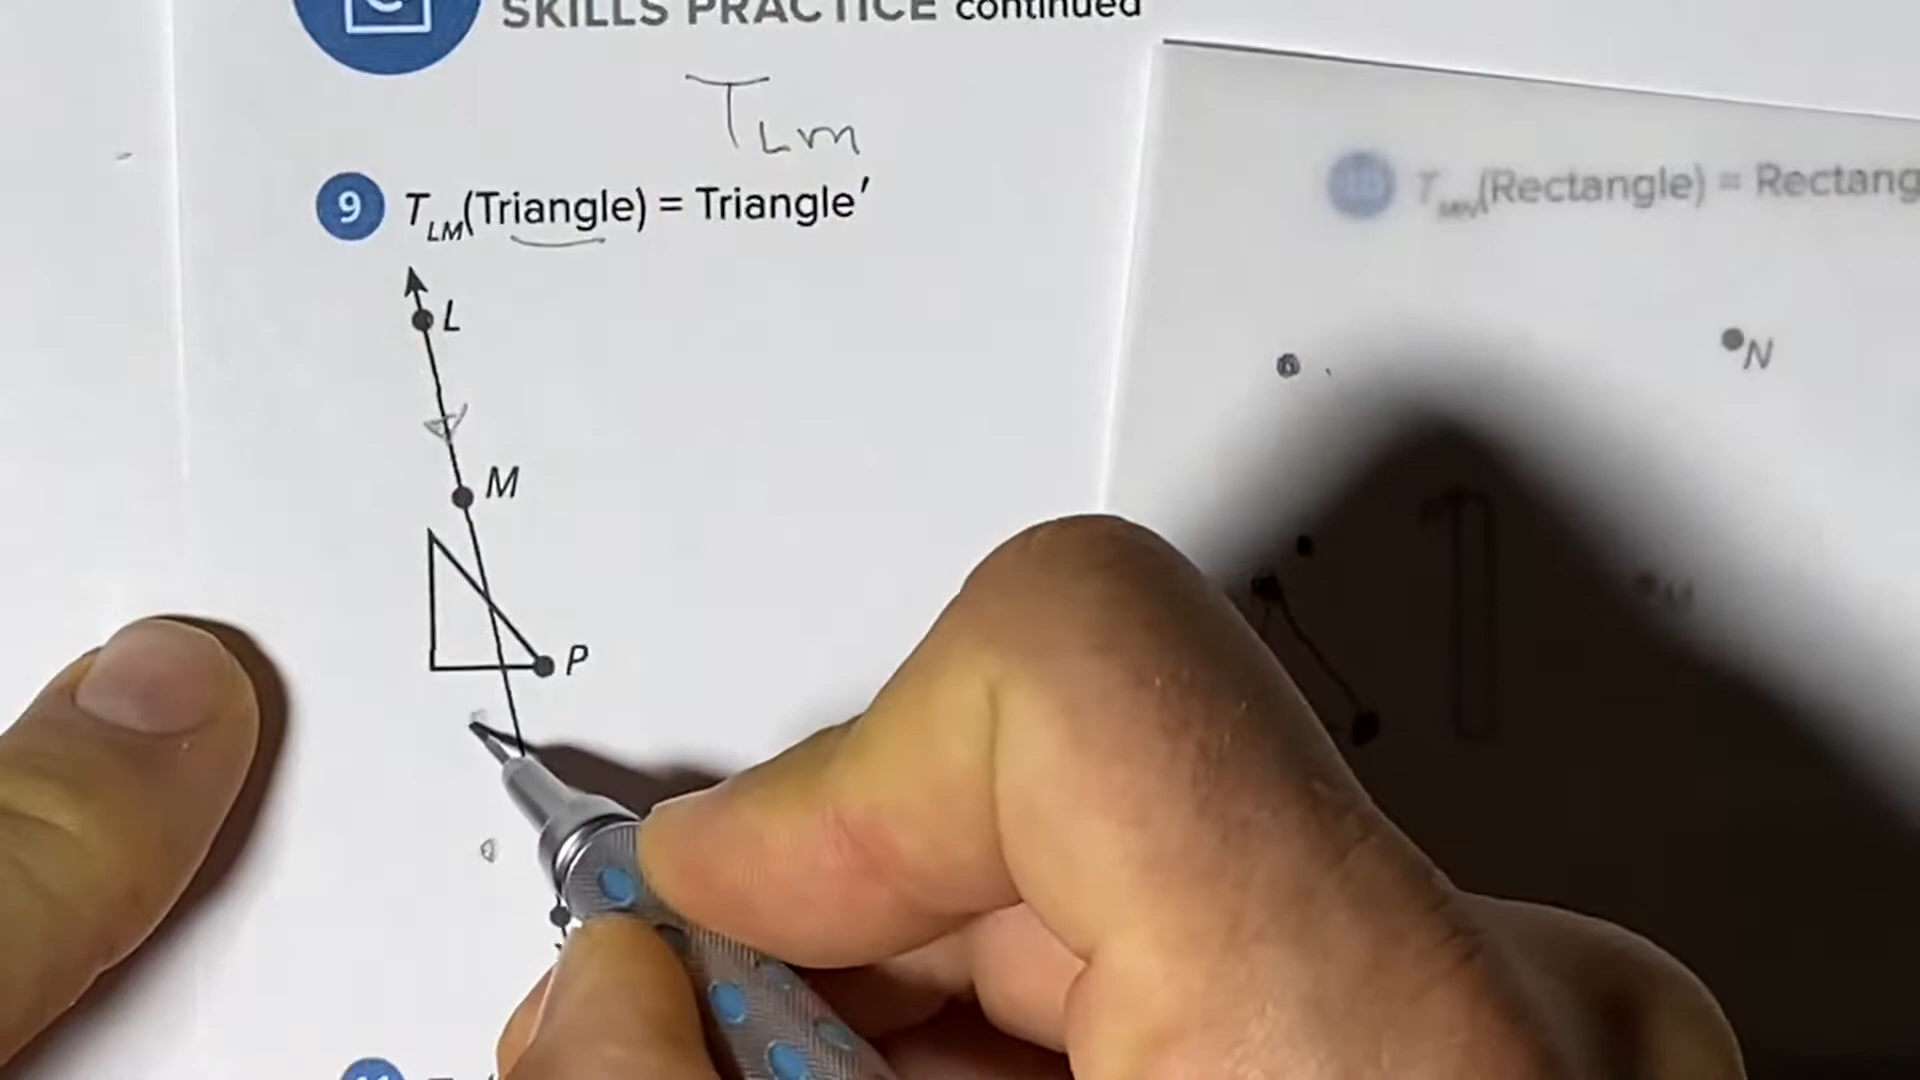 SKILLS PRACTICE continued
TLm
9 TLM(Triangle) = Triangle′
L
M
P
TMN(Rectangle) = Rectang
N